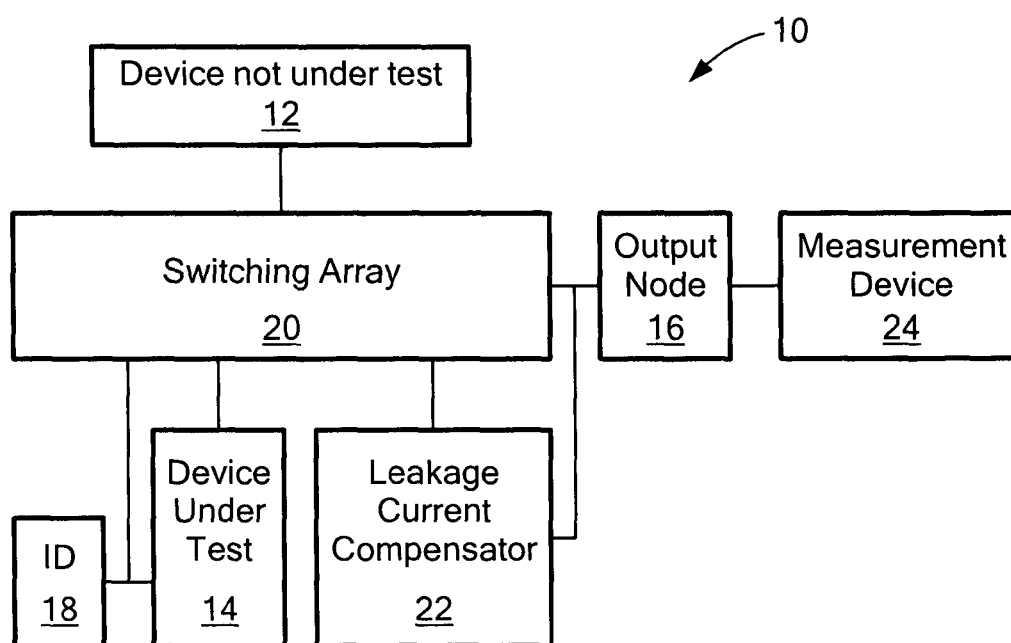 10
Device not under test
12
Switching Array
20
Output
Node
16
Measurement
Device
24
ID
18
Device
Under
Test
14
Leakage
Current
Compensator
22